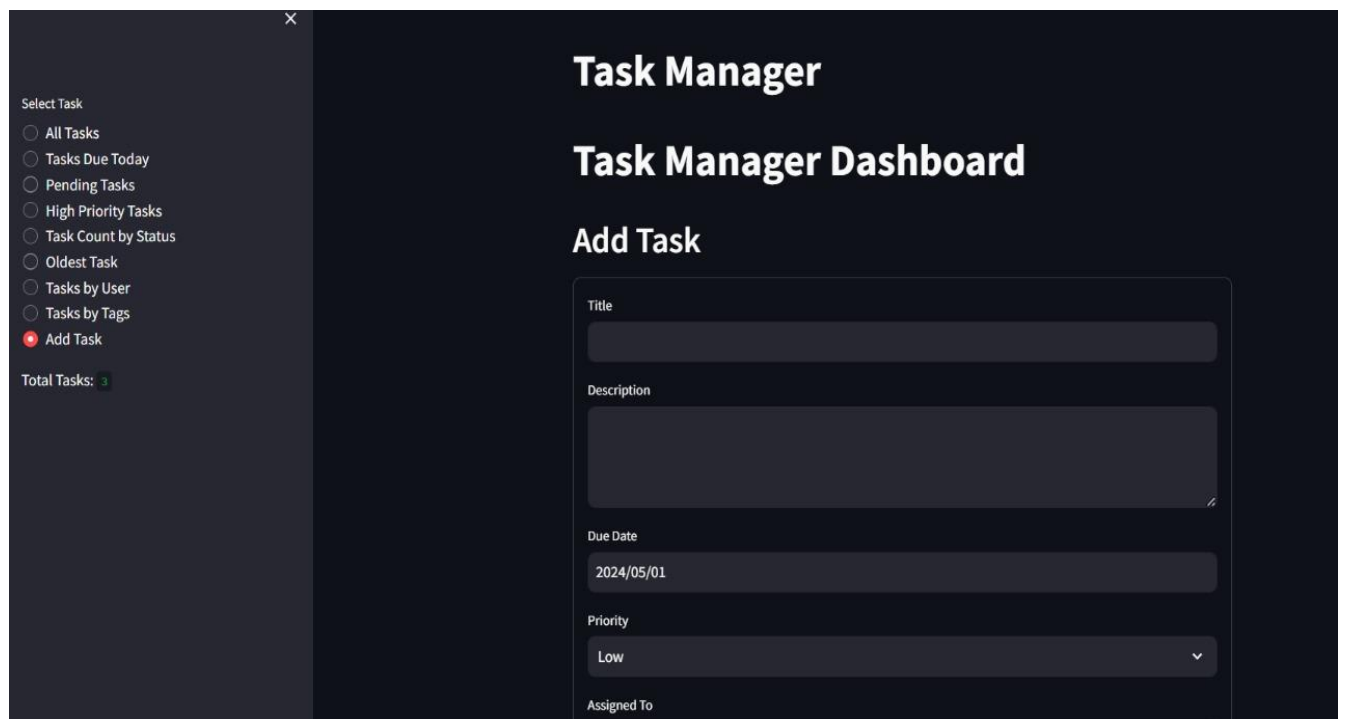 Select Task
All Tasks
Tasks Due Today
Pending Tasks
High Priority Tasks
Task Count by Status
Oldest Task
Tasks by User
Tasks by Tags
Add Task
Total Tasks: 3
Task Manager
Task Manager Dashboard
Add Task
Title
Description
Due Date
2024/05/01
Priority
Low
Assigned To